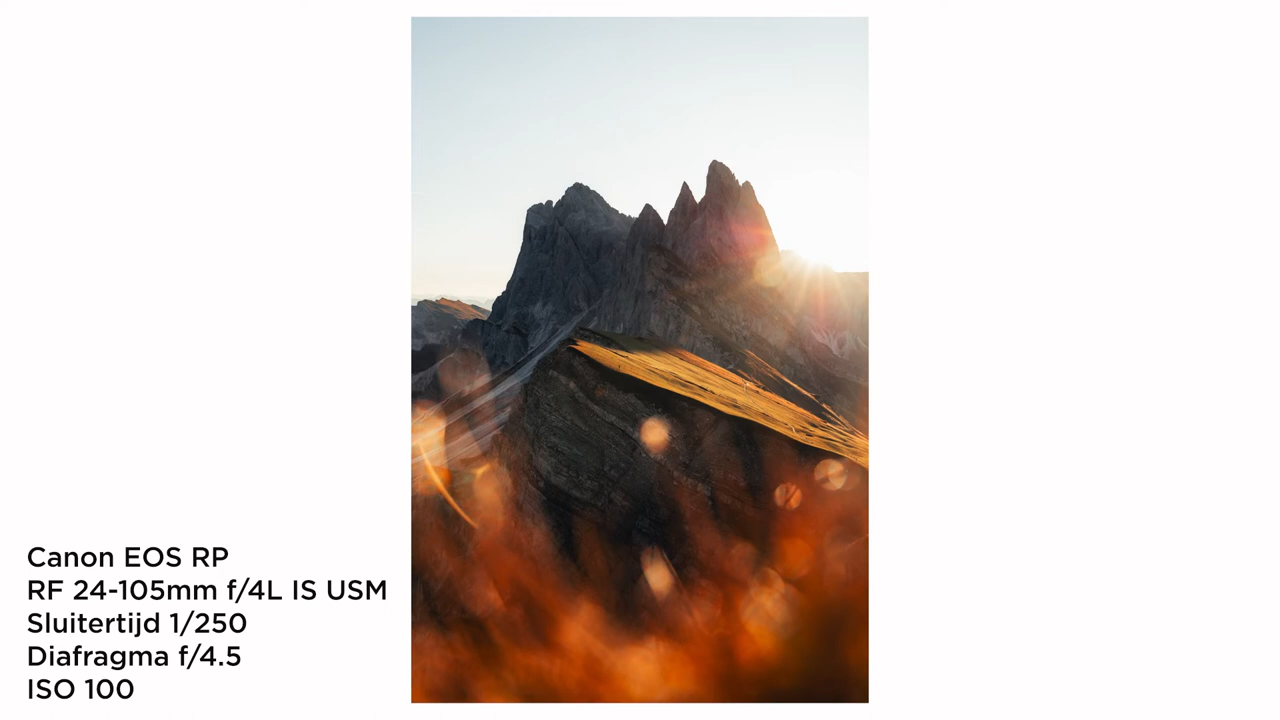 Canon EOS RP
RF 24-105mm f/4L IS USM
Sluitertijd 1/250
Diafragma f/4.5
ISO 100